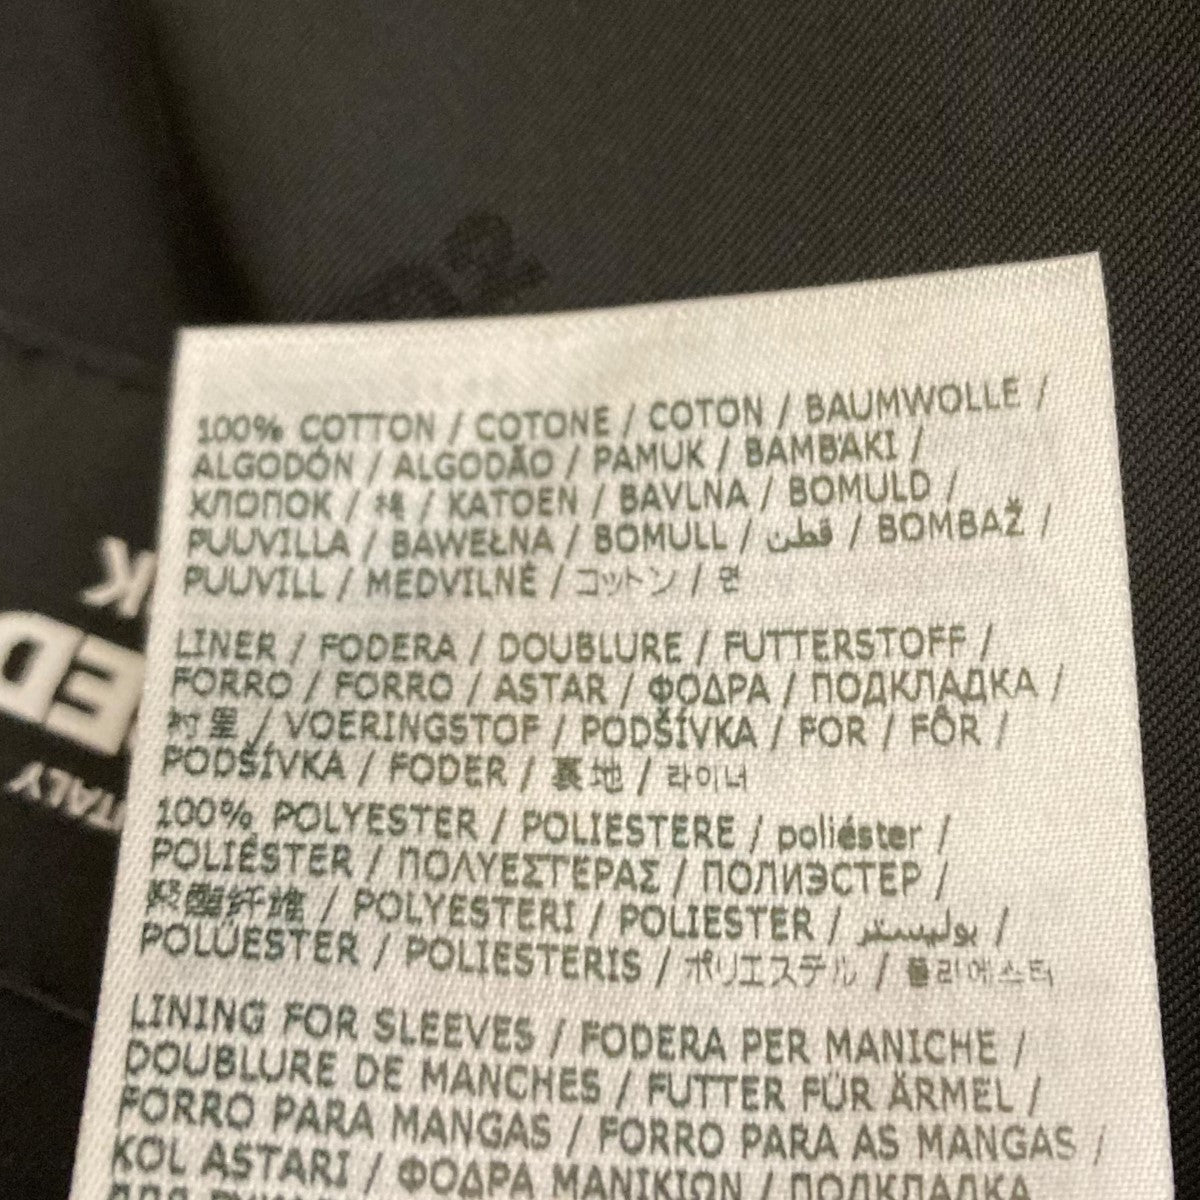 100% COTTON / COTONE / COTON / BAUMWOLLE /
ALGODÓN / ALGODÃO / PAMUK / BAMBAKI /
ХЛОПОК / 棉 / KATOEN / BAVLNA / BOMULD /
PUUVILLA / BAWEŁNA / BOMULL / قطن / BOMBAŽ /
PUUVILL / MEDVILNĖ / コットン / 면
LINER / FODERA / DOUBLURE / FUTTERSTOFF /
FORRO / FORRO / ASTAR / ΦΟΔΡΑ / ПОДКЛАДКА /
衬里 / VOERINGSTOF / PODŠÍVKA / FOR / FÔR /
PODŠÍVKA / FODER / 裏地 / 라이너
100% POLYESTER / POLIESTERE / poliéster /
POLIÉSTER / ΠΟΛΥΕΣΤΕΡΑΣ / ПОЛИЭСТЕР /
聚酯纤维 / POLYESTERI / POLIESTER / بوليستر /
POLÜESTER / POLIESTERIS / ポリエステル / 폴리에스터
LINING FOR SLEEVES / FODERA PER MANICHE /
DOUBLURE DE MANCHES / FUTTER FÜR ÄRMEL /
FORRO PARA MANGAS / FORRO PARA AS MANGAS /
KOL ASTARI / ΦΟΔΡΑ ΜΑΝΙΚΙΩΝ / ПОДКЛАДКА
ITALY